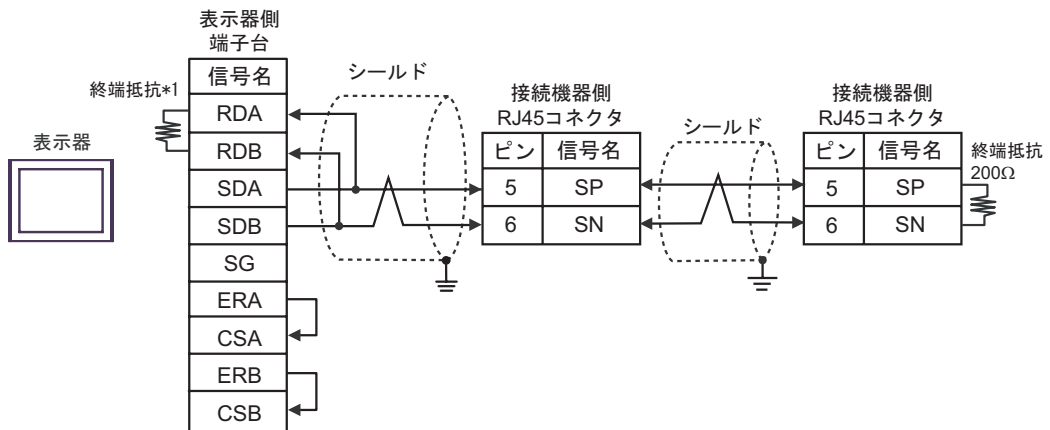 表示器側
端子台
信号名
終端抵抗*1
RDA
RDB
SDA
SDB
SG
ERA
CSA
ERB
CSB
表示器
シールド
接続機器側
RJ45コネクタ
ピン 信号名
5 SP
6 SN
シールド
接続機器側
RJ45コネクタ
ピン 信号名
5 SP
6 SN
終端抵抗
200Ω